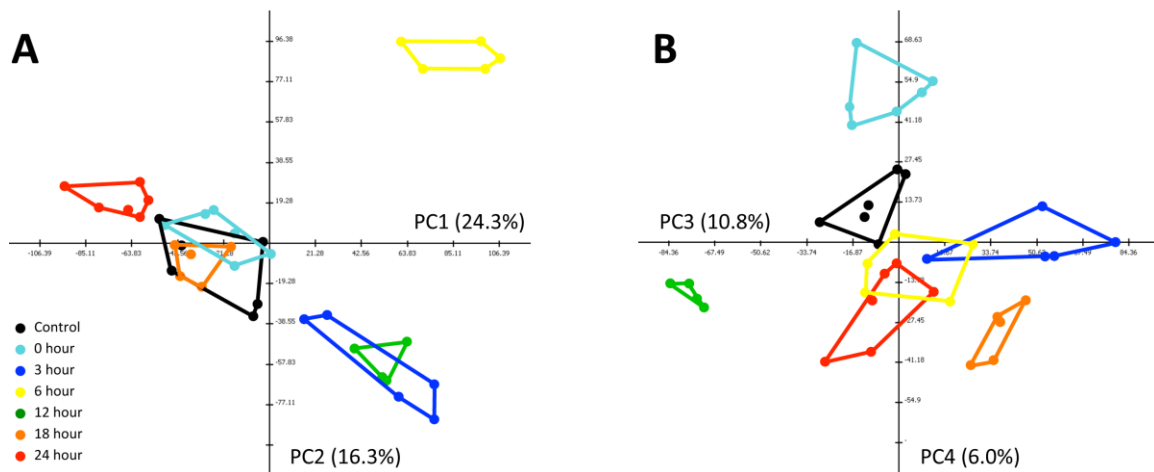 A
96.38
77.11
57.83
38.55
19.28
PC1 (24.3%)
-106.39 -85.11 -63.83 21.28 42.56 63.83 85.11 106.39
-19.28
-38.55
-57.83
-77.11
PC2 (16.3%)
Control
0 hour
3 hour
6 hour
12 hour
18 hour
24 hour
B
68.63
54.9
41.18
27.45
13.73
PC3 (10.8%)
-84.36 -67.49 -50.62 -33.74 -16.87 33.74 84.36
-27.45
-41.18
-54.9
PC4 (6.0%)